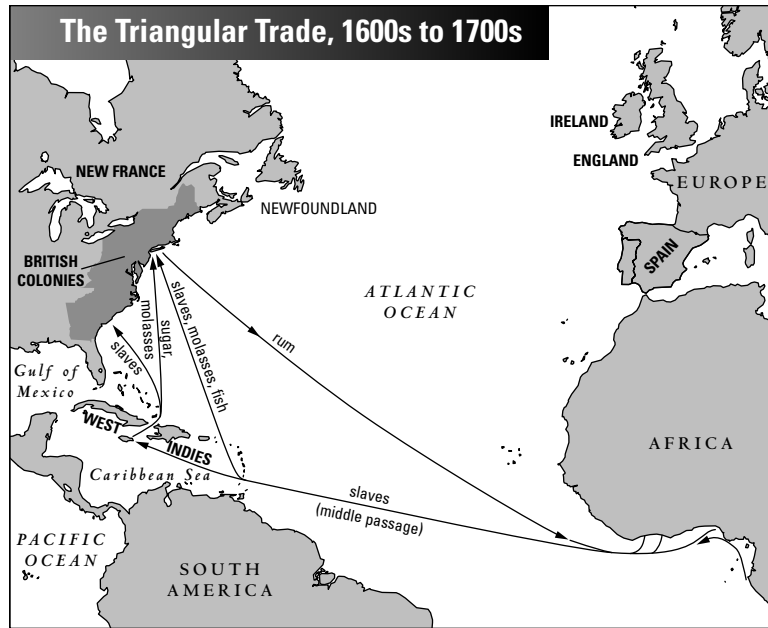 The Triangular Trade, 1600s to 1700s
IRELAND
ENGLAND
EUROPE
NEW FRANCE
NEWFOUNDLAND
SPAIN
BRITISH
COLONIES
ATLANTIC
OCEAN
slaves, molasses, fish
sugar,
molasses
rum
slaves
Gulf of
Mexico
WEST
INDIES
AFRICA
Caribbean Sea
slaves
(middle passage)
PACIFIC
OCEAN
SOUTH
AMERICA